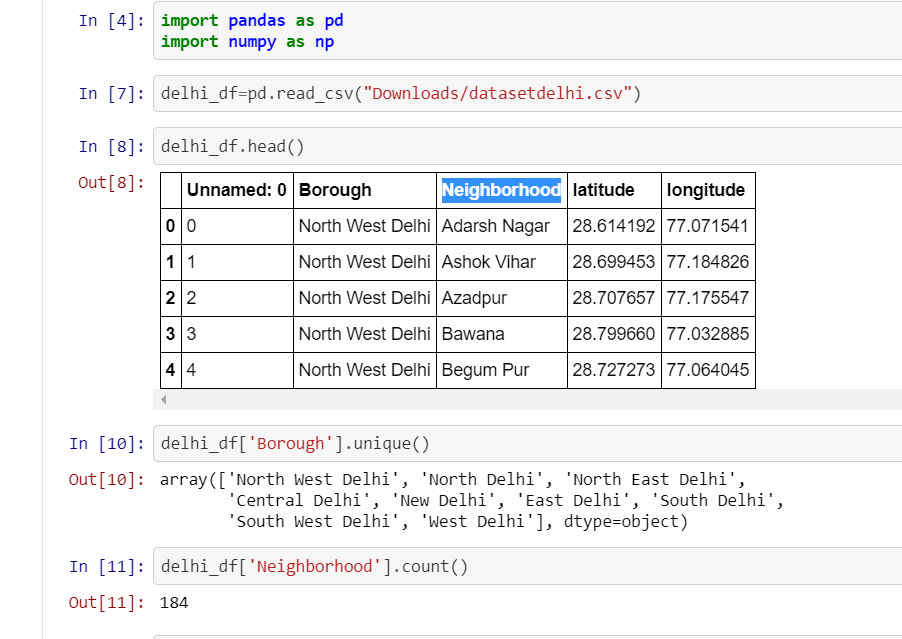 In [4]: import pandas as pd
import numpy as np
In [7]: delhi_df=pd.read_csv("Downloads/datasetdelhi.csv")
In [8]: delhi_df.head()
Out[8]:
Unnamed: 0 Borough Neighborhood latitude longitude
0 0 North West Delhi Adarsh Nagar 28.614192 77.071541
1 1 North West Delhi Ashok Vihar 28.699453 77.184826
2 2 North West Delhi Azadpur 28.707657 77.175547
3 3 North West Delhi Bawana 28.799660 77.032885
4 4 North West Delhi Begum Pur 28.727273 77.064045
In [10]: delhi_df['Borough'].unique()
Out[10]: array(['North West Delhi', 'North Delhi', 'North East Delhi',
'Central Delhi', 'New Delhi', 'East Delhi', 'South Delhi',
'South West Delhi', 'West Delhi'], dtype=object)
In [11]: delhi_df['Neighborhood'].count()
Out[11]: 184